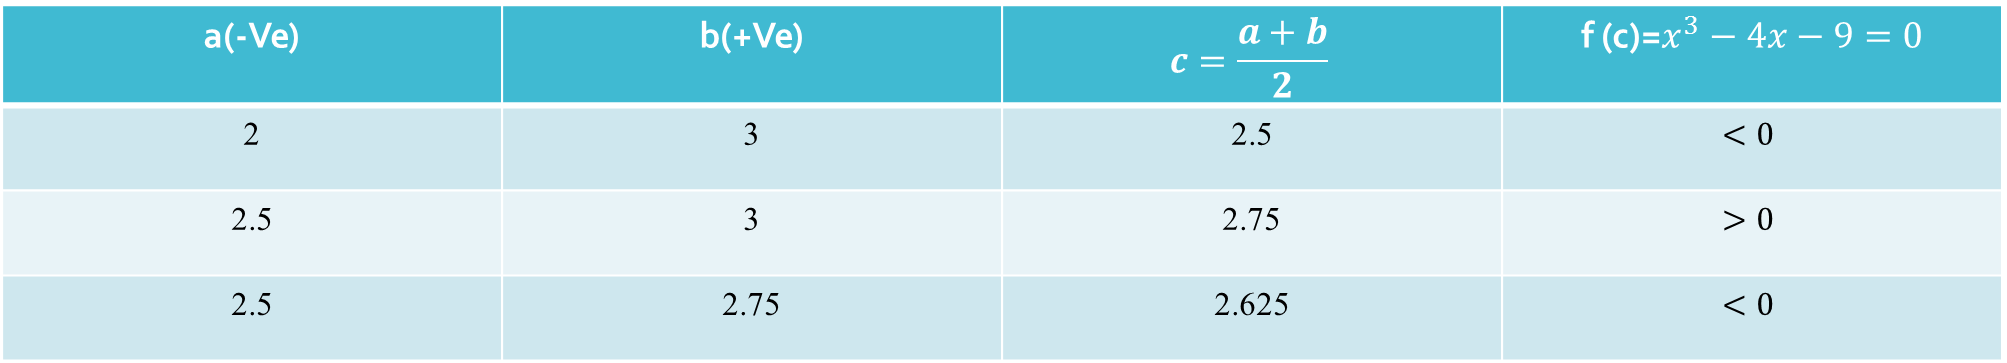 a(-Ve) b(+Ve) c = (a + b)/2 f (c)=x³ − 4x − 9 = 0
2 3 2.5 < 0
2.5 3 2.75 > 0
2.5 2.75 2.625 < 0